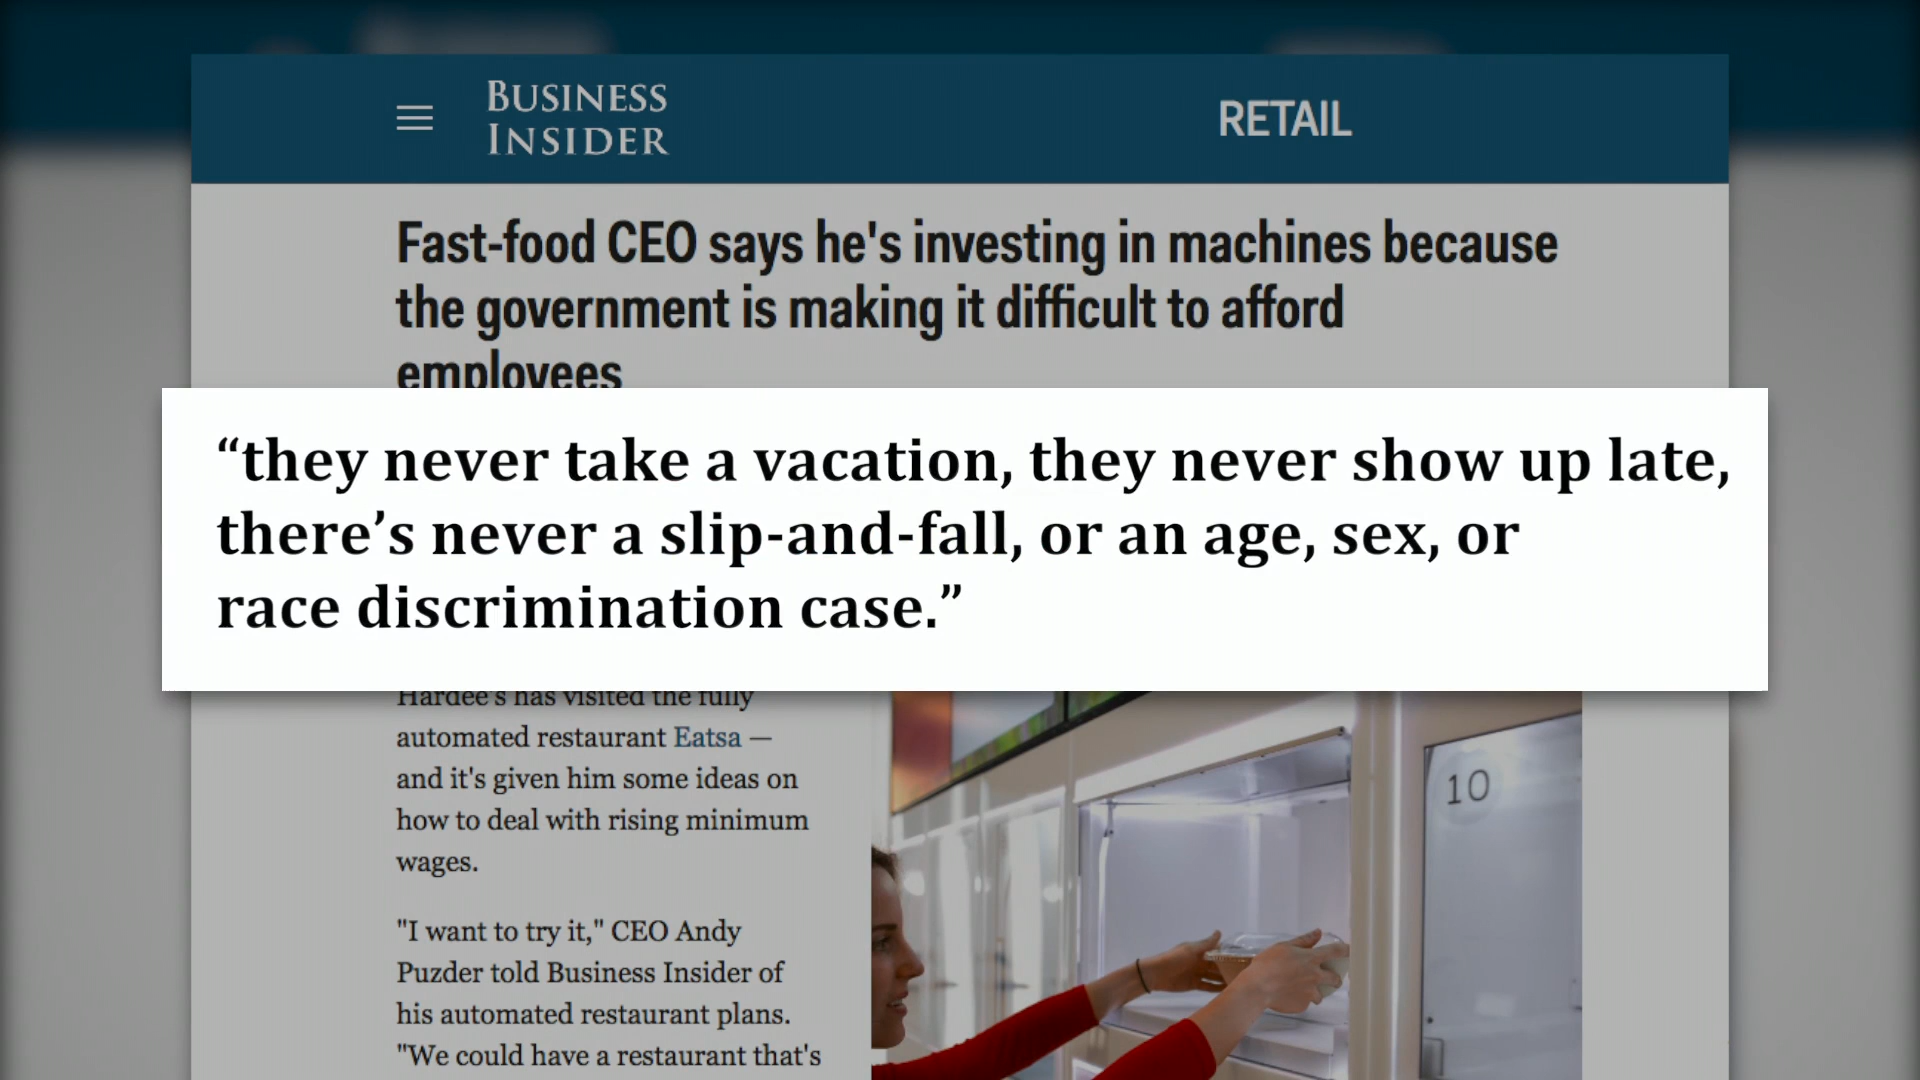 BUSINESS
INSIDER
RETAIL
Fast-food CEO says he's investing in machines because
the government is making it difficult to afford
employees
“they never take a vacation, they never show up late,
there’s never a slip-and-fall, or an age, sex, or
race discrimination case.”
Hardee's has visited the fully
automated restaurant Eatsa —
and it's given him some ideas on
how to deal with rising minimum
wages.
"I want to try it," CEO Andy
Puzder told Business Insider of
his automated restaurant plans.
"We could have a restaurant that's
10